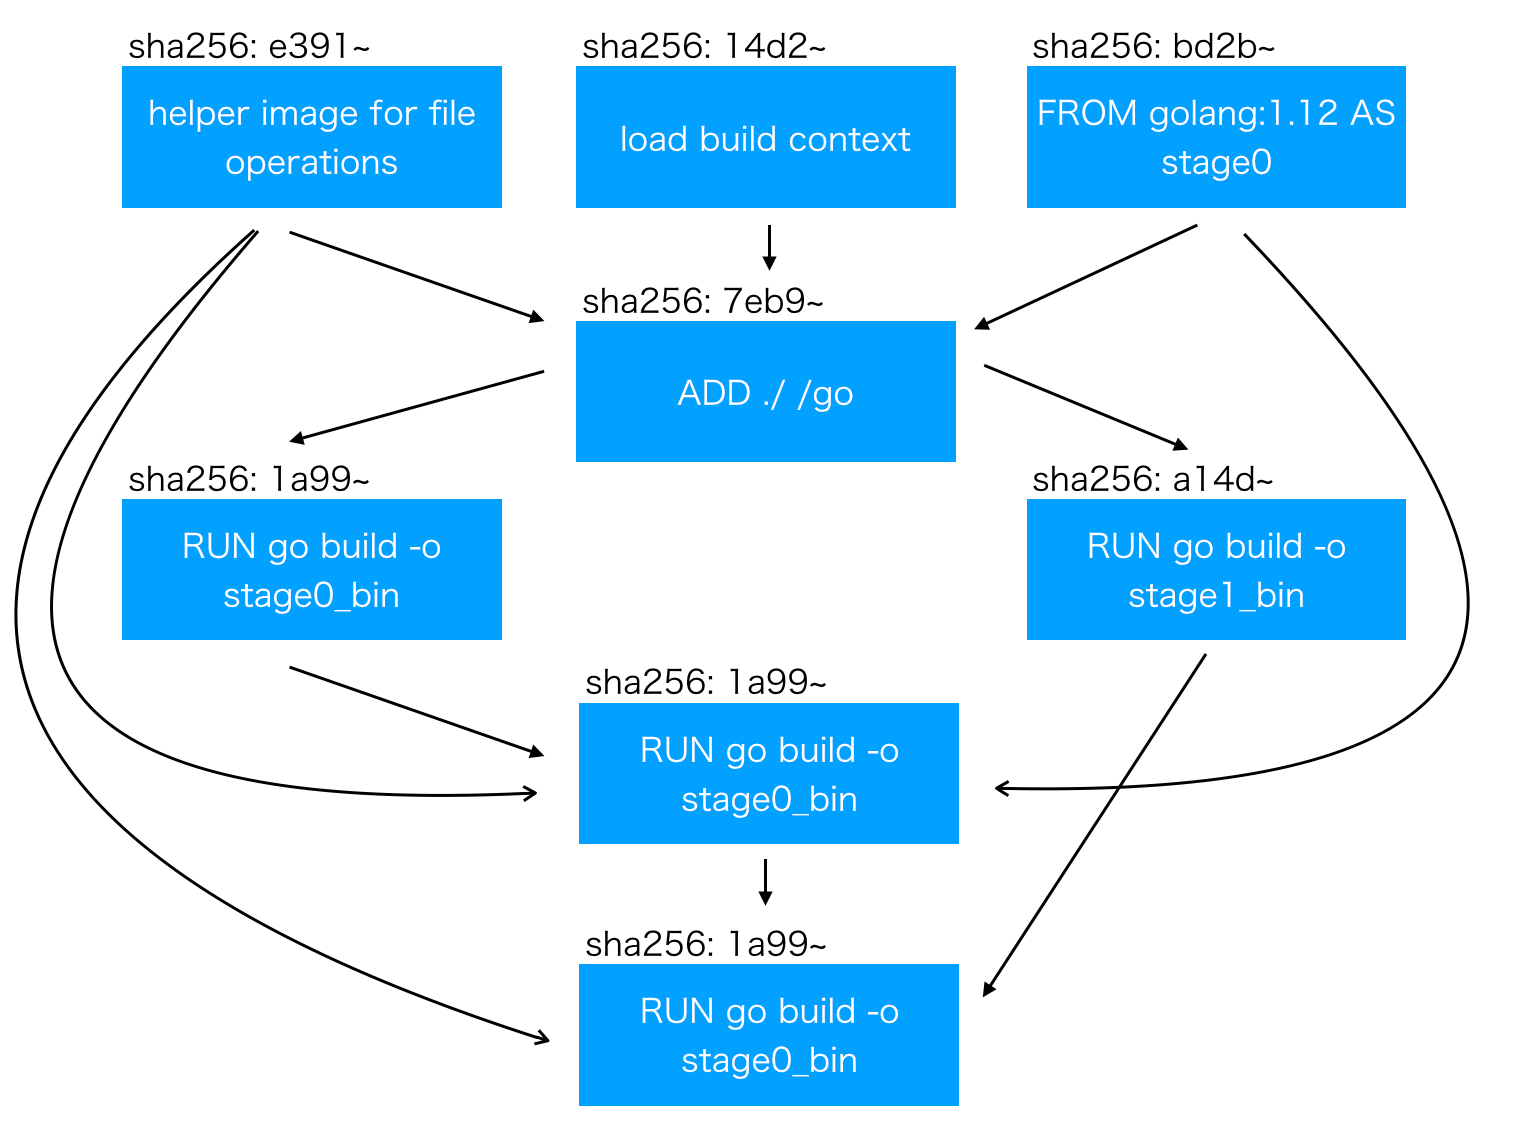 sha256: e391~
helper image for file
operations
sha256: 14d2~
load build context
sha256: bd2b~
FROM golang:1.12 AS
stage0
sha256: 7eb9~
ADD ./ /go
sha256: 1a99~
RUN go build -o
stage0_bin
sha256: a14d~
RUN go build -o
stage1_bin
sha256: 1a99~
RUN go build -o
stage0_bin
sha256: 1a99~
RUN go build -o
stage0_bin